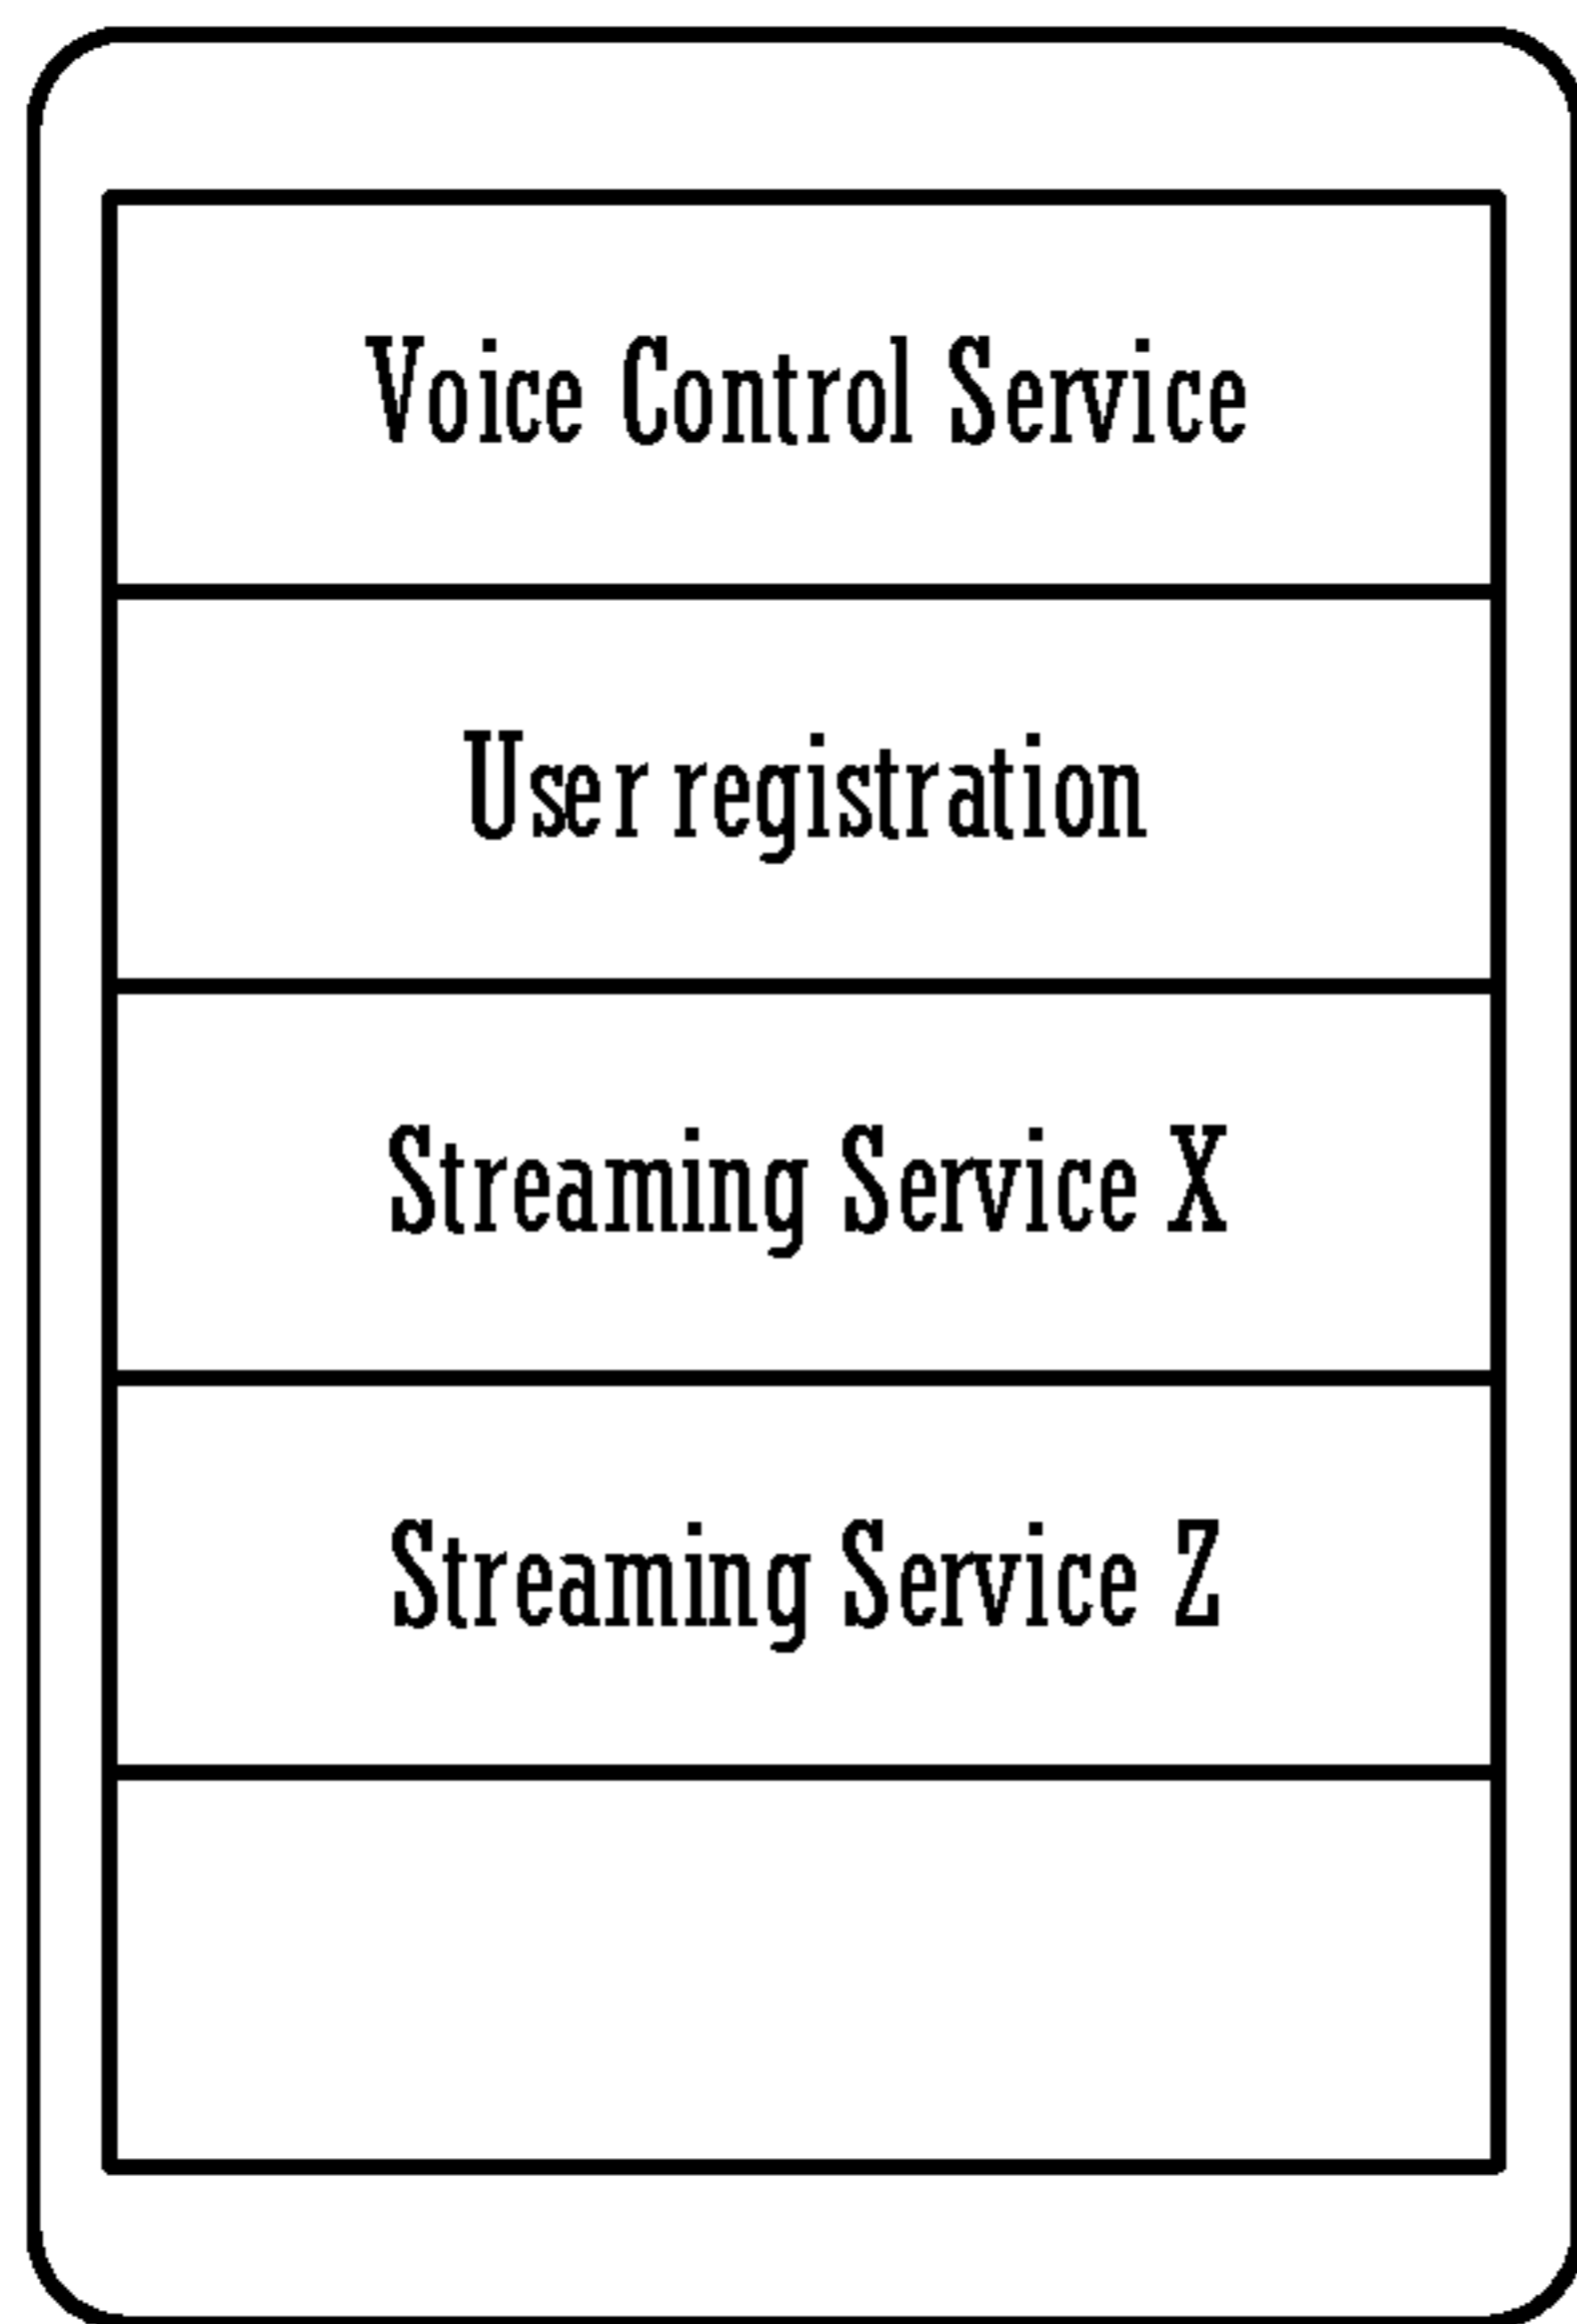 Voice Control Service
User registration
Streaming Service X
Streaming Service Z